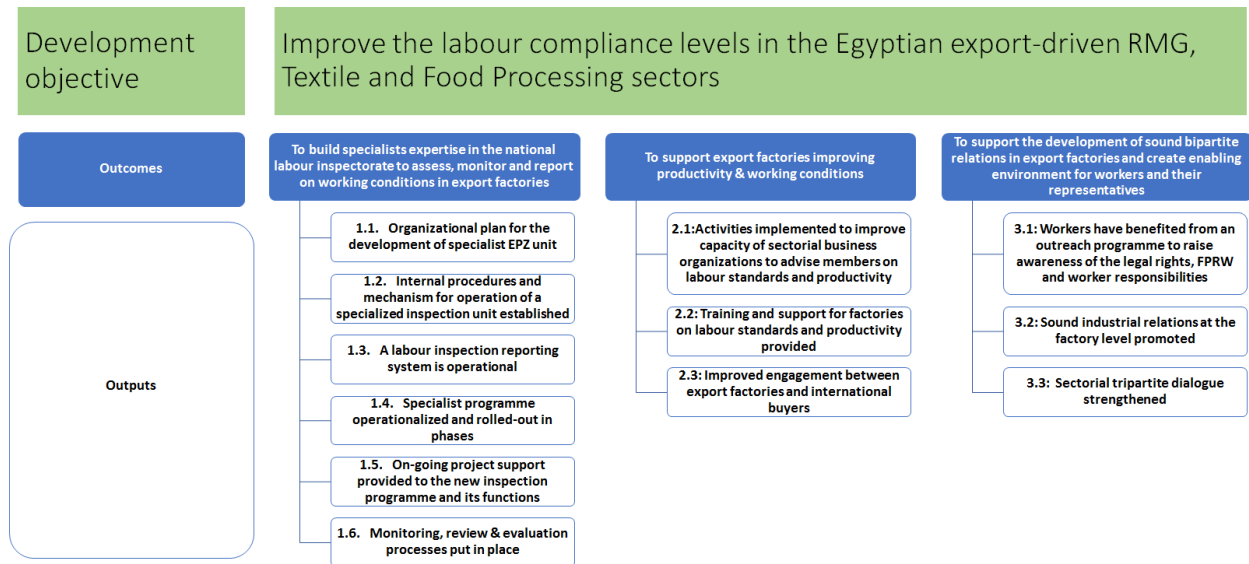 Development
objective
Improve the labour compliance levels in the Egyptian export-driven RMG,
Textile and Food Processing sectors
Outcomes
To build specialists expertise in the national
labour inspectorate to assess, monitor and report
on working conditions in export factories
To support export factories improving
productivity & working conditions
To support the development of sound bipartite
relations in export factories and create enabling
environment for workers and their
representatives
Outputs
1.1. Organizational plan for the
development of specialist EPZ unit
1.2. Internal procedures and
mechanism for operation of a
specialized inspection unit established
1.3. A labour inspection reporting
system is operational
1.4. Specialist programme
operationalized and rolled-out in
phases
1.5. On-going project support
provided to the new inspection
programme and its functions
1.6. Monitoring, review & evaluation
processes put in place
2.1:Activities implemented to improve
capacity of sectorial business
organizations to advise members on
labour standards and productivity
2.2: Training and support for factories
on labour standards and productivity
provided
2.3: Improved engagement between
export factories and international
buyers
3.1: Workers have benefited from an
outreach programme to raise
awareness of the legal rights, FPRW
and worker responsibilities
3.2: Sound industrial relations at the
factory level promoted
3.3: Sectorial tripartite dialogue
strengthened